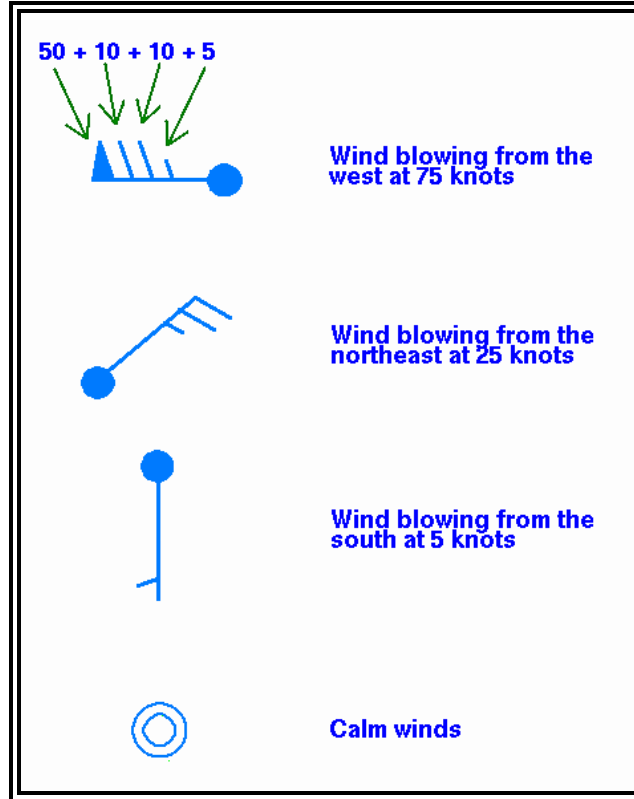 50 + 10 + 10 + 5
Wind blowing from the
west at 75 knots
Wind blowing from the
northeast at 25 knots
Wind blowing from the
south at 5 knots
Calm winds